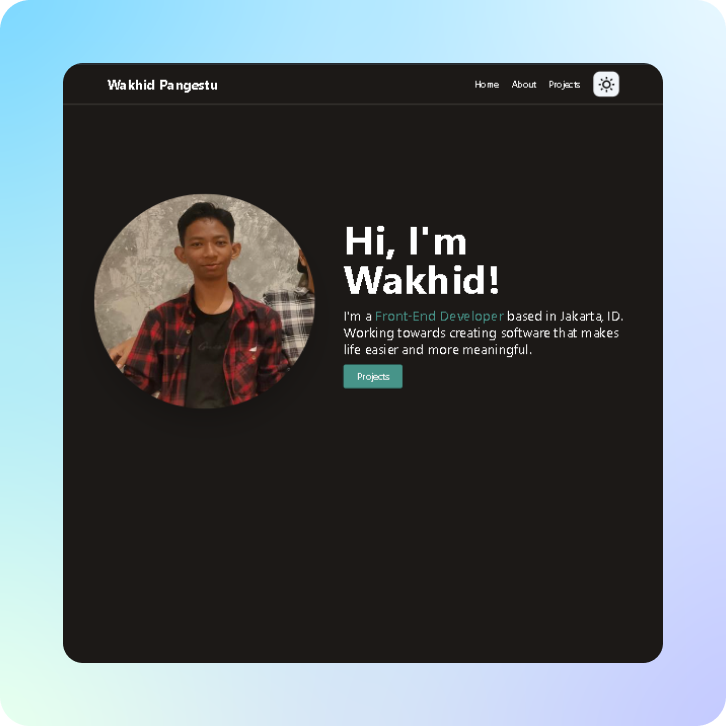 Wakhid Pangestu
Home About Projects
Hi, I'm
Wakhid!
I'm a Front-End Developer based in Jakarta, ID.
Working towards creating software that makes
life easier and more meaningful.
Projects